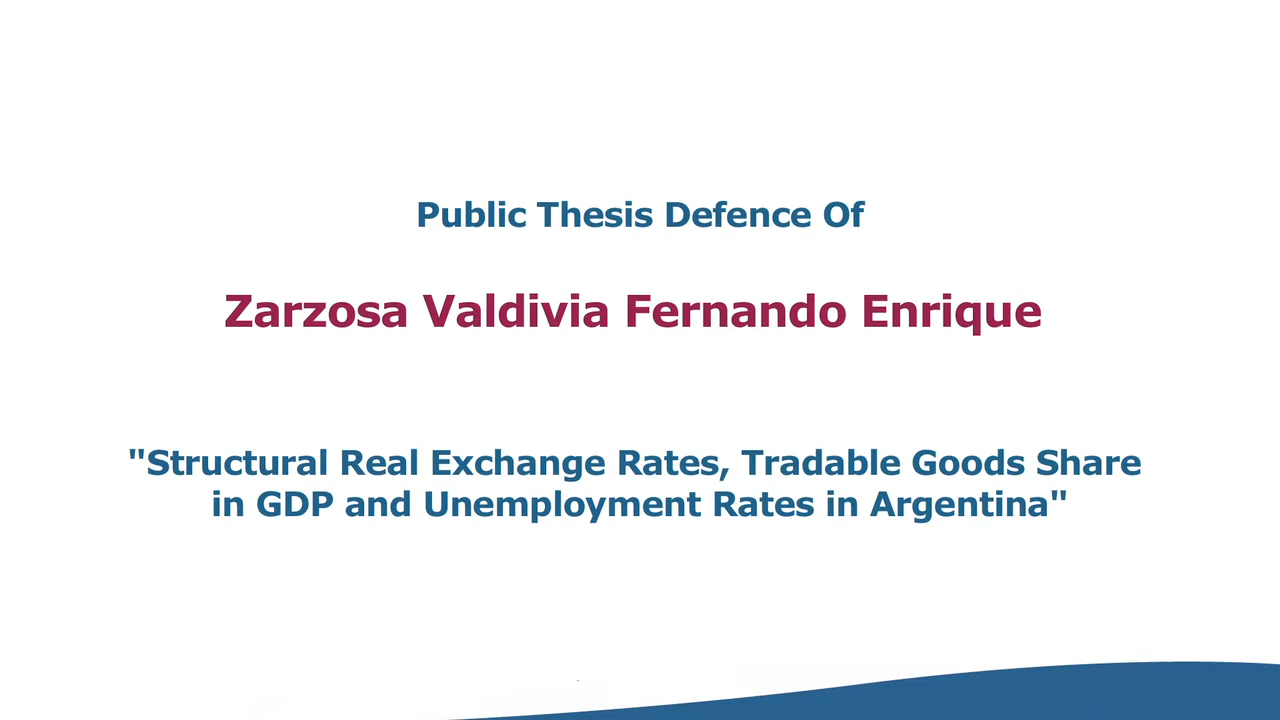 Public Thesis Defence Of
Zarzosa Valdivia Fernando Enrique
"Structural Real Exchange Rates, Tradable Goods Share
in GDP and Unemployment Rates in Argentina"